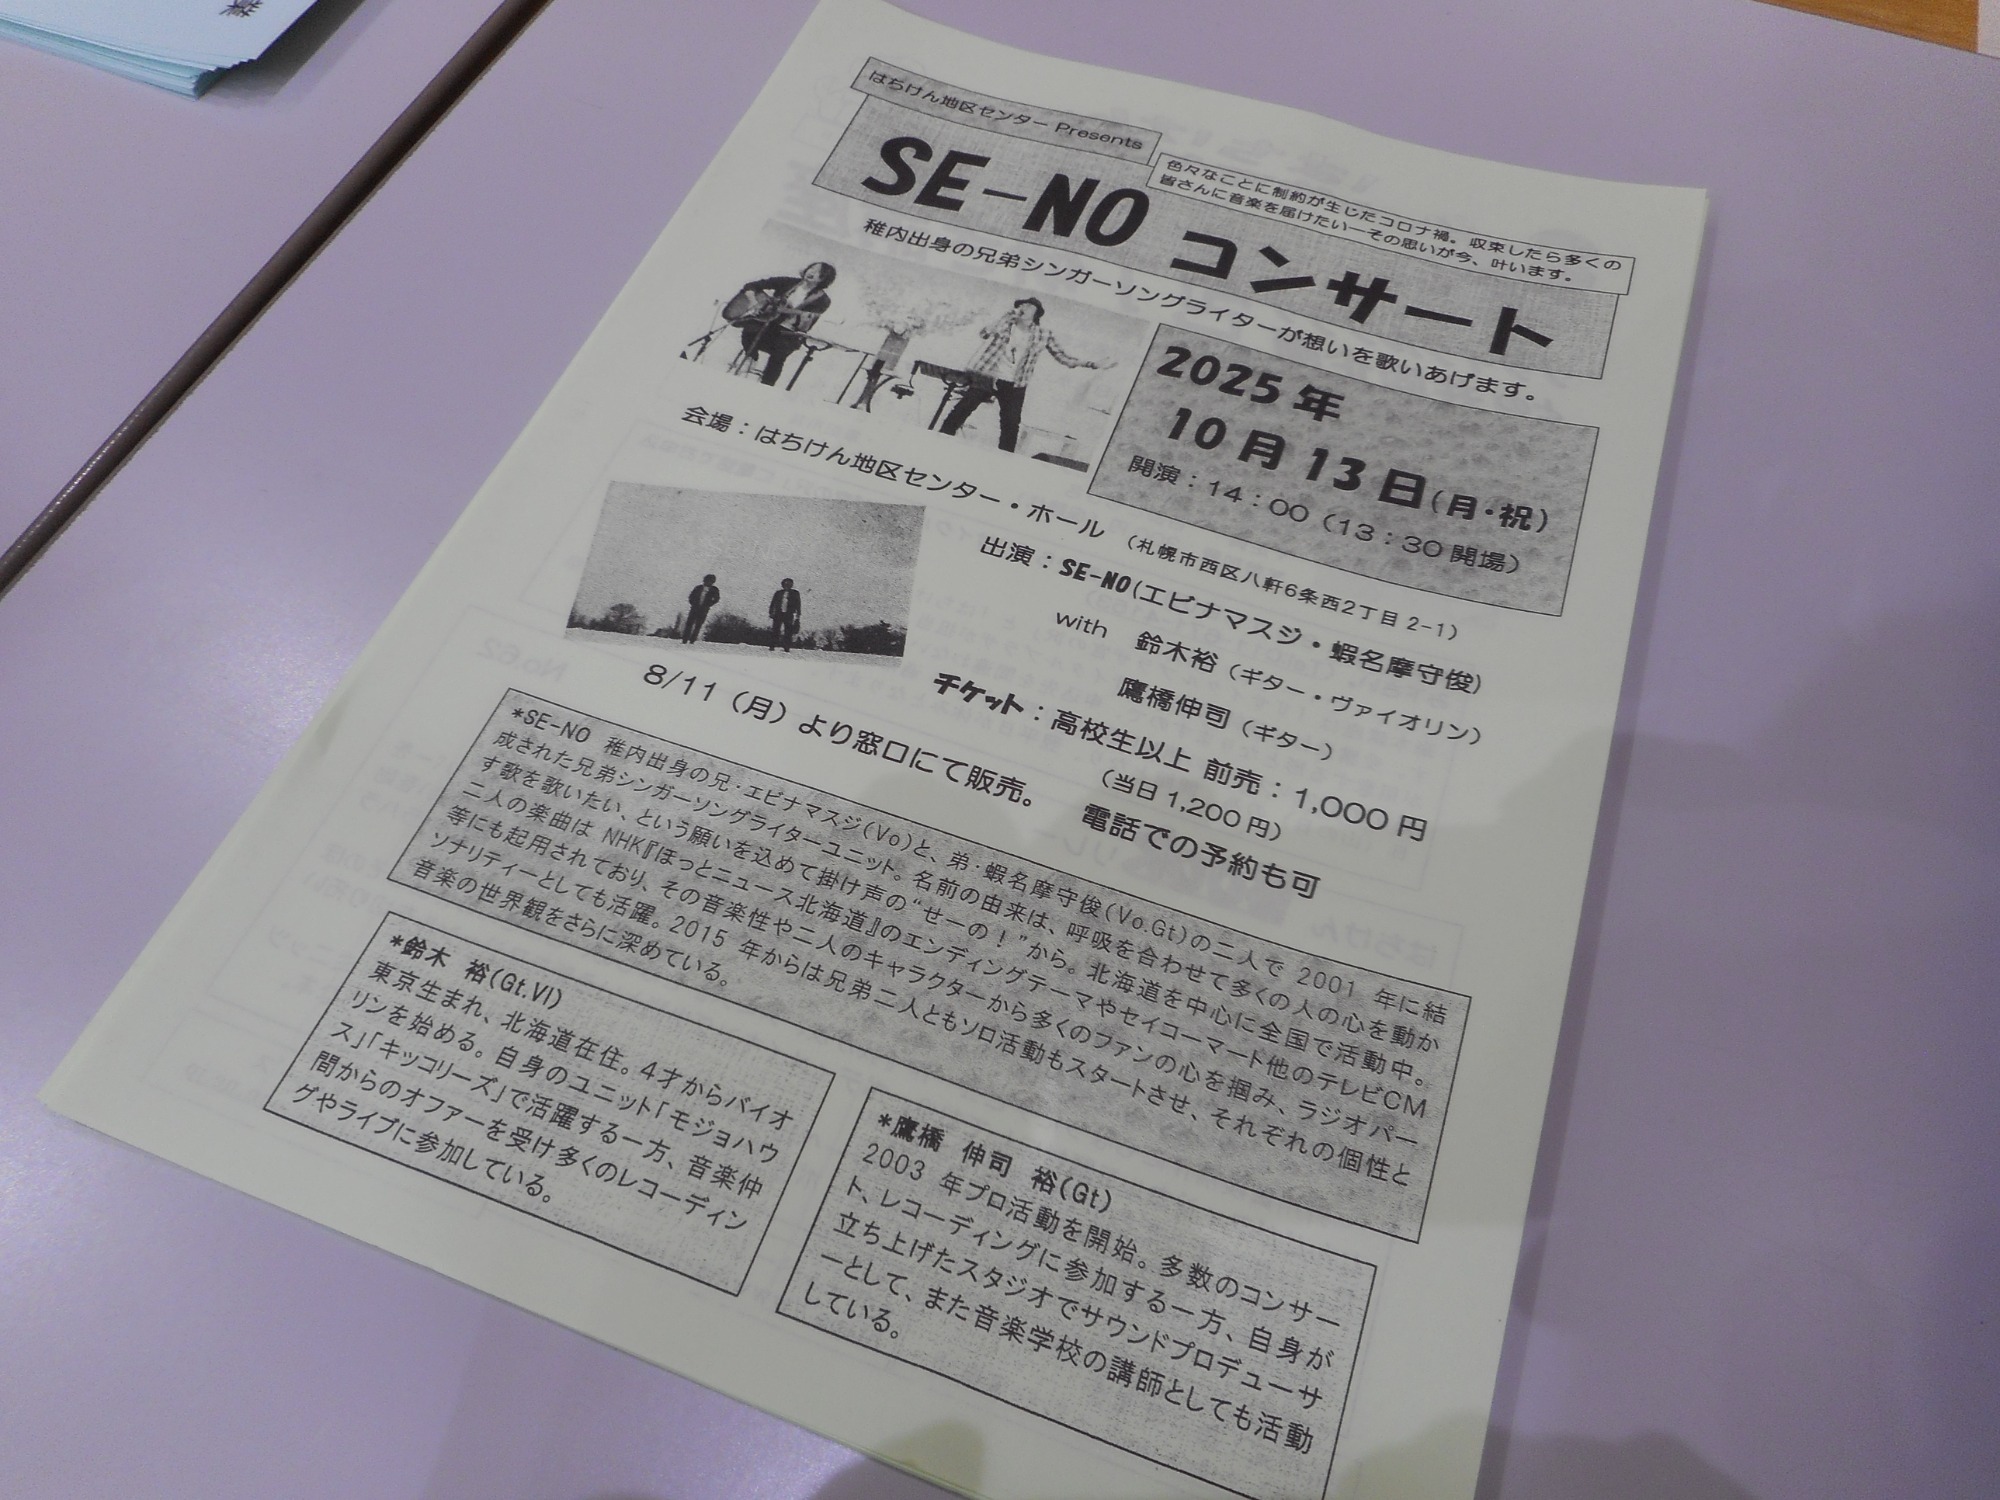 様
はちけん地区センター Presents
SE-NO コンサート
色々なことに制約が生じたコロナ禍。収束したら多くの
皆さんに音楽を届けたい―その思いが今、叶います。
稚内出身の兄弟シンガーソングライターが想いを歌いあげます。
2025 年
10 月 13 日(月・祝)
開演：14：00（13：30 開場）
会場：はちけん地区センター・ホール （札幌市西区八軒6条西2丁目 2-1）
出演：SE-NO(エビナマスジ・蝦名摩守俊)
with 鈴木裕（ギター・ヴァイオリン）
鷹橋伸司（ギター）
チケット：高校生以上 前売：1,000 円
（当日 1,200 円）
8/11（月）より窓口にて販売。 電話での予約も可
*SE-NO 稚内出身の兄・エビナマスジ(Vo)と、弟・蝦名摩守俊(Vo.Gt)の二人で 2001 年に結
成された兄弟シンガーソングライターユニット。名前の由来は、呼吸を合わせて多くの人の心を動か
す歌を歌いたい、という願いを込めて掛け声の“せーの！”から。北海道を中心に全国で活動中。
二人の楽曲は NHK『ほっとニュース北海道』のエンディングテーマやセイコーマート他のテレビCM
等にも起用されており、その音楽性や二人のキャラクターから多くのファンの心を掴み、ラジオパー
ソナリティーとしても活躍。2015 年からは兄弟二人ともソロ活動もスタートさせ、それぞれの個性と
音楽の世界観をさらに深めている。
*鈴木 裕(Gt.Vl)
東京生まれ、北海道在住。4才からバイオ
リンを始める。自身のユニット「モジョハウ
ス」「キッコリーズ」で活躍する一方、音楽仲
間からのオファーを受け多くのレコーディン
グやライブに参加している。
*鷹橋 伸司 裕(Gt)
2003 年プロ活動を開始。多数のコンサー
ト、レコーディングに参加する一方、自身が
立ち上げたスタジオでサウンドプロデューサ
ーとして、また音楽学校の講師としても活動
している。